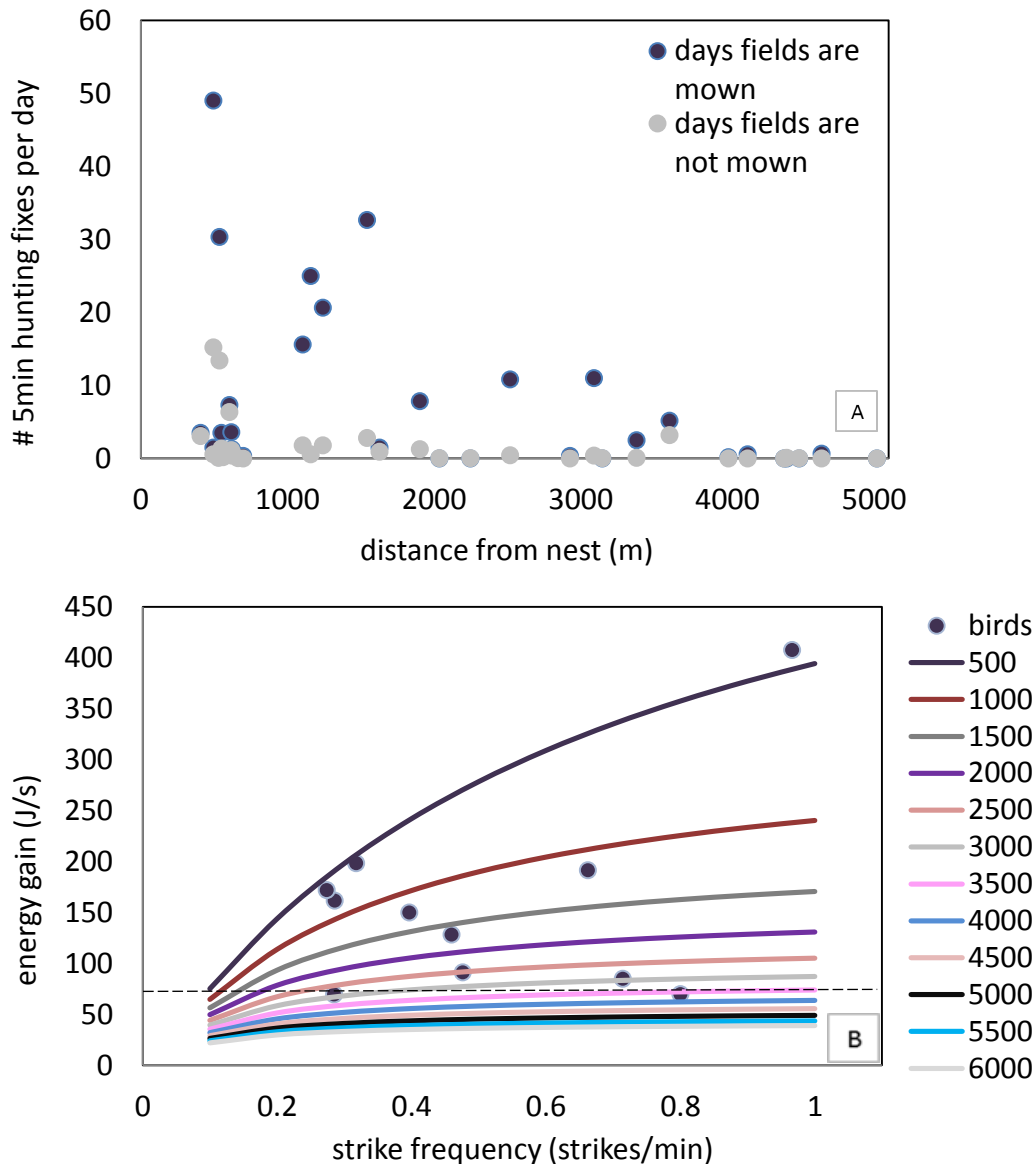 60
50
40
30
20
10
0
# 5min hunting fixes per day
days fields are
mown
days fields are
not mown
A
0 1000 2000 3000 4000 5000
distance from nest (m)
450
400
350
300
250
200
150
100
50
0
energy gain (J/s)
B
0 0.2 0.4 0.6 0.8 1
strike frequency (strikes/min)
birds
500
1000
1500
2000
2500
3000
3500
4000
4500
5000
5500
6000